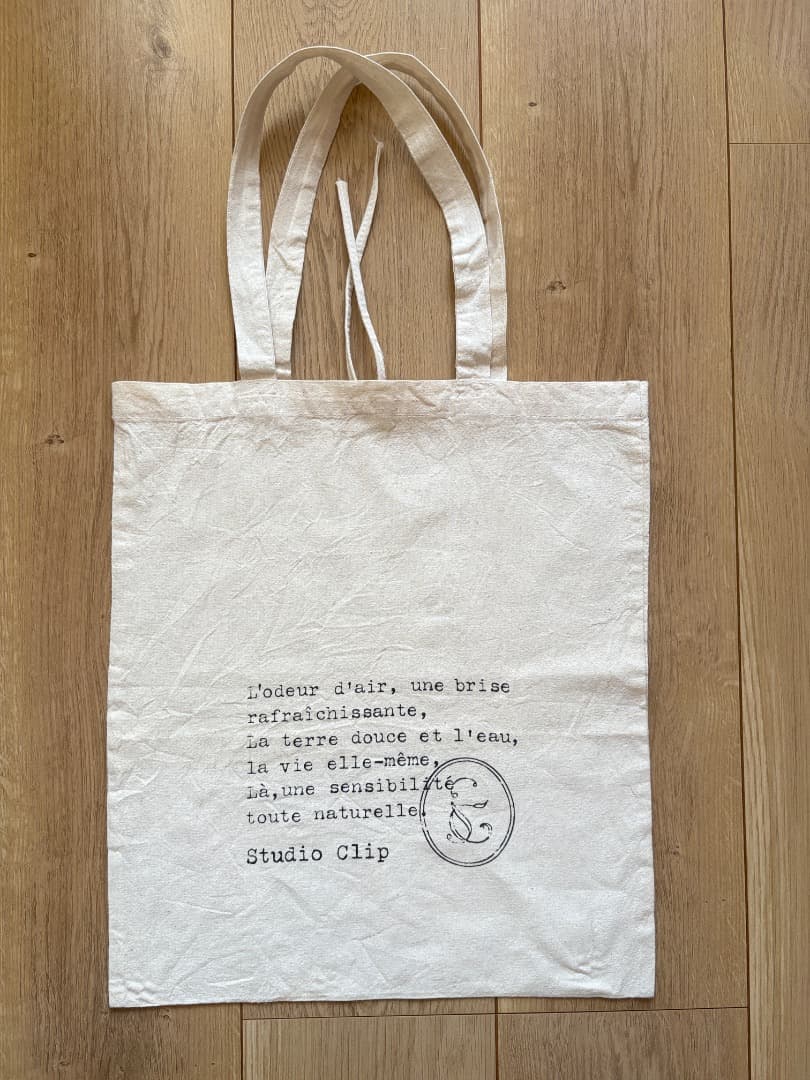 L'odeur d'air, une brise
rafraîchissante,
La terre douce et l'eau,
la vie elle-même,
Là,une sensibilité
toute naturelle.
Studio Clip